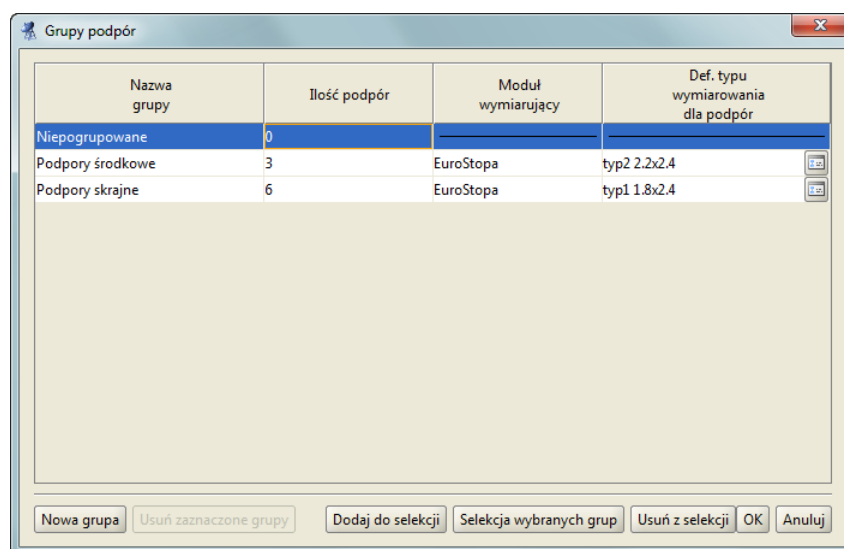 Grupy podpór
Nazwa
grupy
Ilość podpór
Moduł
wymiarujący
Def. typu
wymiarowania
dla podpór
Niepogrupowane 0
Podpory środkowe 3 EuroStopa typ2 2.2x2.4
Podpory skrajne 6 EuroStopa typ1 1.8x2.4
Nowa grupa Usuń zaznaczone grupy Dodaj do selekcji Selekcja wybranych grup Usuń z selekcji OK Anuluj